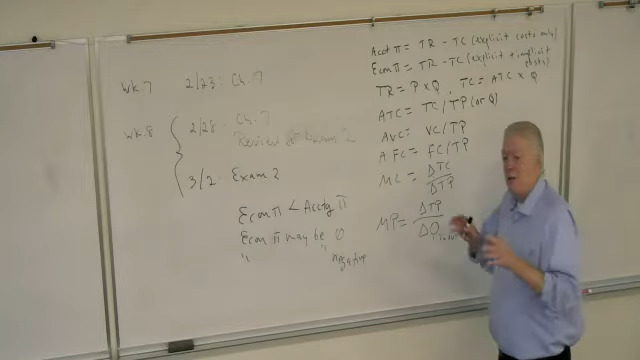 Wk.7 2/23: Ch.7
Wk.8 2/28: Ch.7
Review of Exam 2
3/2: Exam 2
Econ π < Acctg π
Econ π may be 0
" " negative
Acct π = TR - TC (explicit costs only)
Econ π = TR - TC (explicit + implicit costs)
TR = P x Q, TC = ATC x Q
ATC = TC/TP (or Q)
AVC = VC/TP
AFC = FC/TP
MC = ΔTC/ΔTP
MP = ΔTP/ΔQ